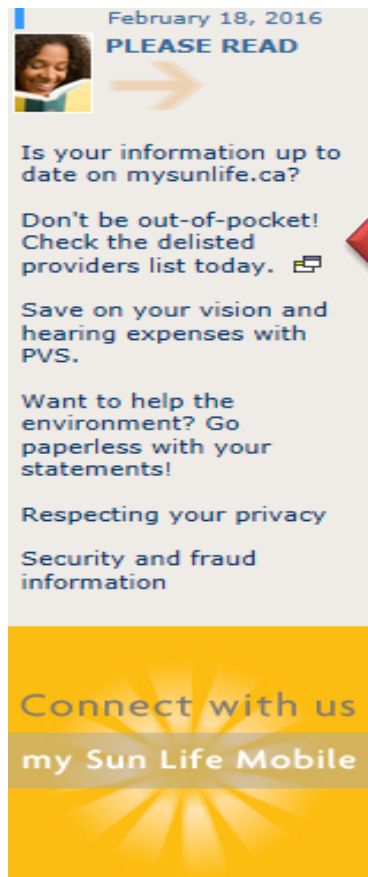 February 18, 2016
PLEASE READ
Is your information up to
date on mysunlife.ca?
Don't be out-of-pocket!
Check the delisted
providers list today.
Save on your vision and
hearing expenses with
PVS.
Want to help the
environment? Go
paperless with your
statements!
Respecting your privacy
Security and fraud
information
Connect with us
my Sun Life Mobile